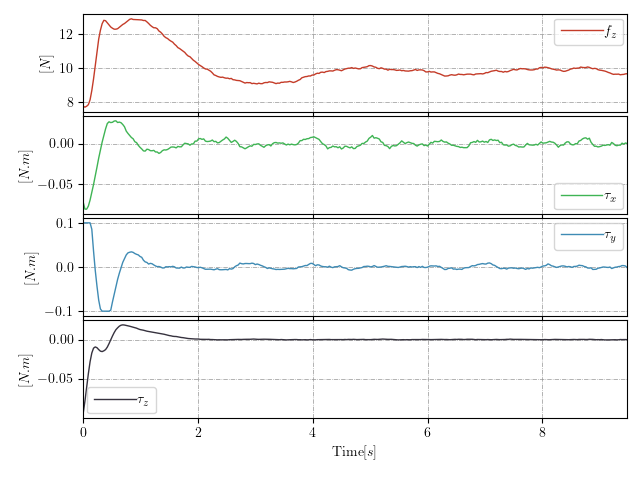 12
10
8
[N]
f_z
0.00
−0.05
[N.m]
τ_x
0.1
0.0
−0.1
[N.m]
τ_y
0.00
−0.05
[N.m]
τ_z
0 2 4 6 8
Time[s]